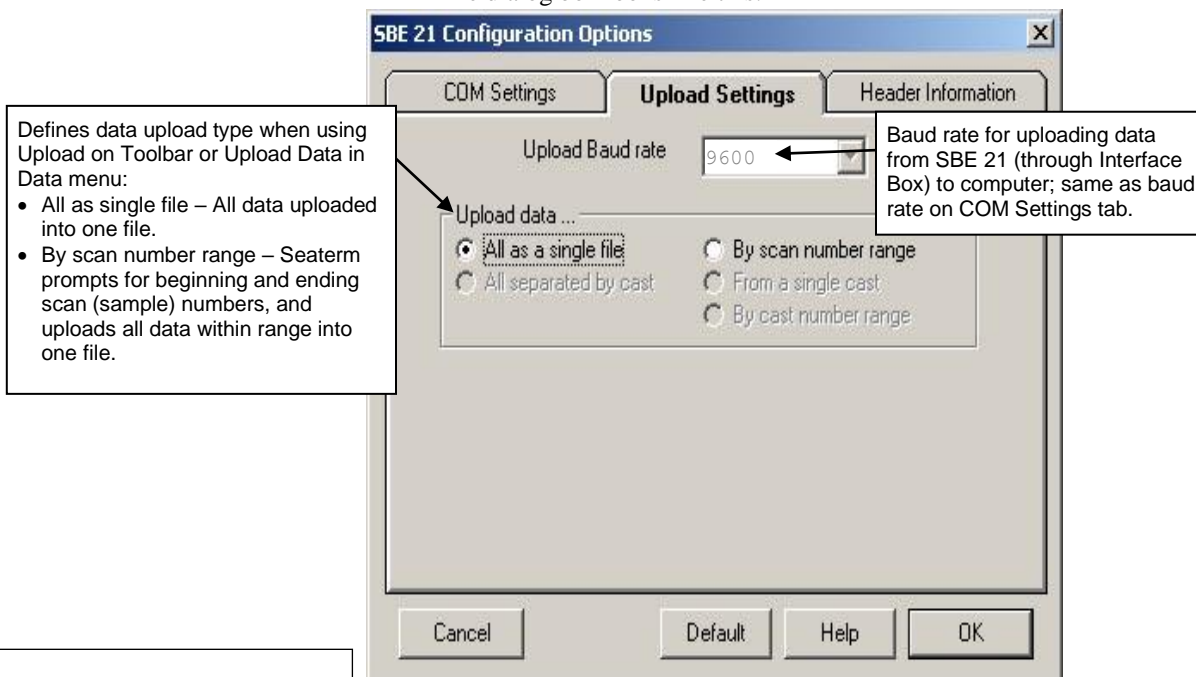 SBE 21 Configuration Options
COM Settings
Upload Settings
Header Information
Defines data upload type when using
Upload on Toolbar or Upload Data in
Data menu:
• All as single file – All data uploaded
into one file.
• By scan number range – Seaterm
prompts for beginning and ending
scan (sample) numbers, and
uploads all data within range into
one file.
Upload Baud rate
9600
Baud rate for uploading data
from SBE 21 (through Interface
Box) to computer; same as baud
rate on COM Settings tab.
Upload data ...
All as a single file
By scan number range
All separated by cast
From a single cast
By cast number range
Cancel
Default
Help
OK